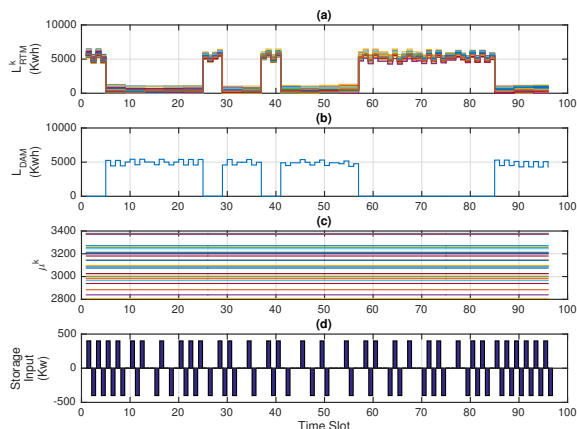 (a)
L^k_RTM
(Kwh)
10000
5000
0
0 10 20 30 40 50 60 70 80 90 100
(b)
L_DAM
(Kwh)
10000
5000
0
0 10 20 30 40 50 60 70 80 90 100
(c)
μ^k
3400
3200
3000
2800
0 10 20 30 40 50 60 70 80 90 100
(d)
Storage
Input
(Kw)
500
0
-500
0 10 20 30 40 50 60 70 80 90 100
Time Slot